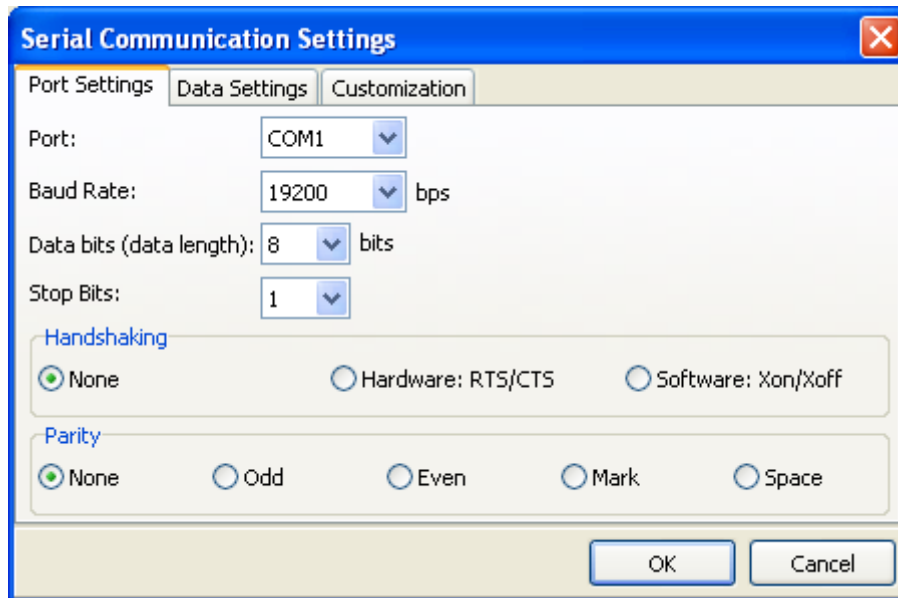 Serial Communication Settings
Port Settings Data Settings Customization
Port: COM1
Baud Rate: 19200 bps
Data bits (data length): 8 bits
Stop Bits: 1
Handshaking
None Hardware: RTS/CTS Software: Xon/Xoff
Parity
None Odd Even Mark Space
OK Cancel